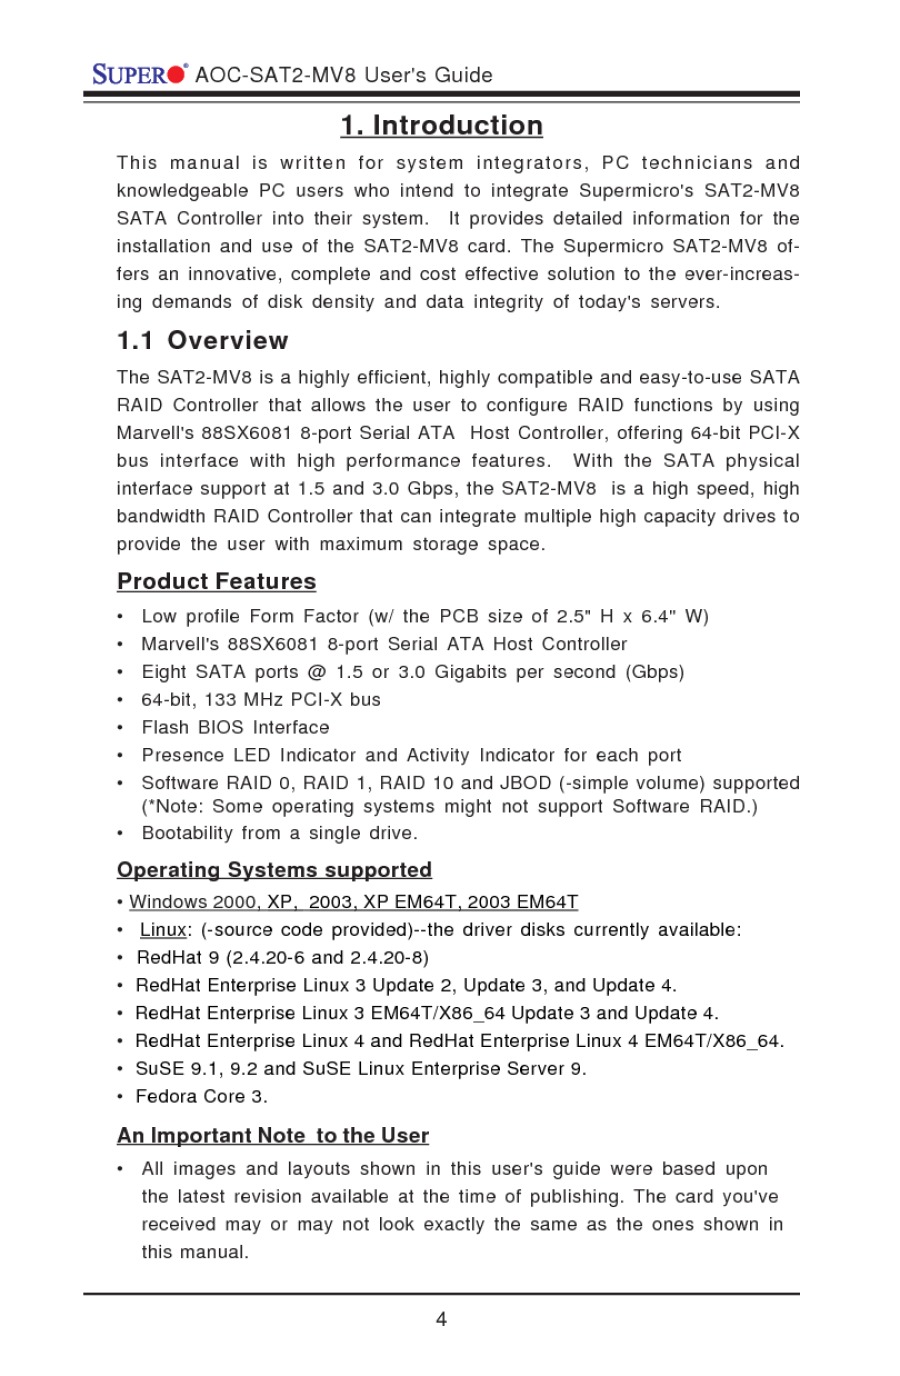 SUPER® AOC-SAT2-MV8 User's Guide
1. Introduction
This manual is written for system integrators, PC technicians and
knowledgeable PC users who intend to integrate Supermicro's SAT2-MV8
SATA Controller into their system. It provides detailed information for the
installation and use of the SAT2-MV8 card. The Supermicro SAT2-MV8 of-
fers an innovative, complete and cost effective solution to the ever-increas-
ing demands of disk density and data integrity of today's servers.
1.1 Overview
The SAT2-MV8 is a highly efficient, highly compatible and easy-to-use SATA
RAID Controller that allows the user to configure RAID functions by using
Marvell's 88SX6081 8-port Serial ATA Host Controller, offering 64-bit PCI-X
bus interface with high performance features. With the SATA physical
interface support at 1.5 and 3.0 Gbps, the SAT2-MV8 is a high speed, high
bandwidth RAID Controller that can integrate multiple high capacity drives to
provide the user with maximum storage space.
Product Features
• Low profile Form Factor (w/ the PCB size of 2.5" H x 6.4" W)
• Marvell's 88SX6081 8-port Serial ATA Host Controller
• Eight SATA ports @ 1.5 or 3.0 Gigabits per second (Gbps)
• 64-bit, 133 MHz PCI-X bus
• Flash BIOS Interface
• Presence LED Indicator and Activity Indicator for each port
• Software RAID 0, RAID 1, RAID 10 and JBOD (-simple volume) supported
(*Note: Some operating systems might not support Software RAID.)
• Bootability from a single drive.
Operating Systems supported
• Windows 2000, XP, 2003, XP EM64T, 2003 EM64T
• Linux: (-source code provided)--the driver disks currently available:
• RedHat 9 (2.4.20-6 and 2.4.20-8)
• RedHat Enterprise Linux 3 Update 2, Update 3, and Update 4.
• RedHat Enterprise Linux 3 EM64T/X86_64 Update 3 and Update 4.
• RedHat Enterprise Linux 4 and RedHat Enterprise Linux 4 EM64T/X86_64.
• SuSE 9.1, 9.2 and SuSE Linux Enterprise Server 9.
• Fedora Core 3.
An Important Note to the User
• All images and layouts shown in this user's guide were based upon
the latest revision available at the time of publishing. The card you've
received may or may not look exactly the same as the ones shown in
this manual.
4